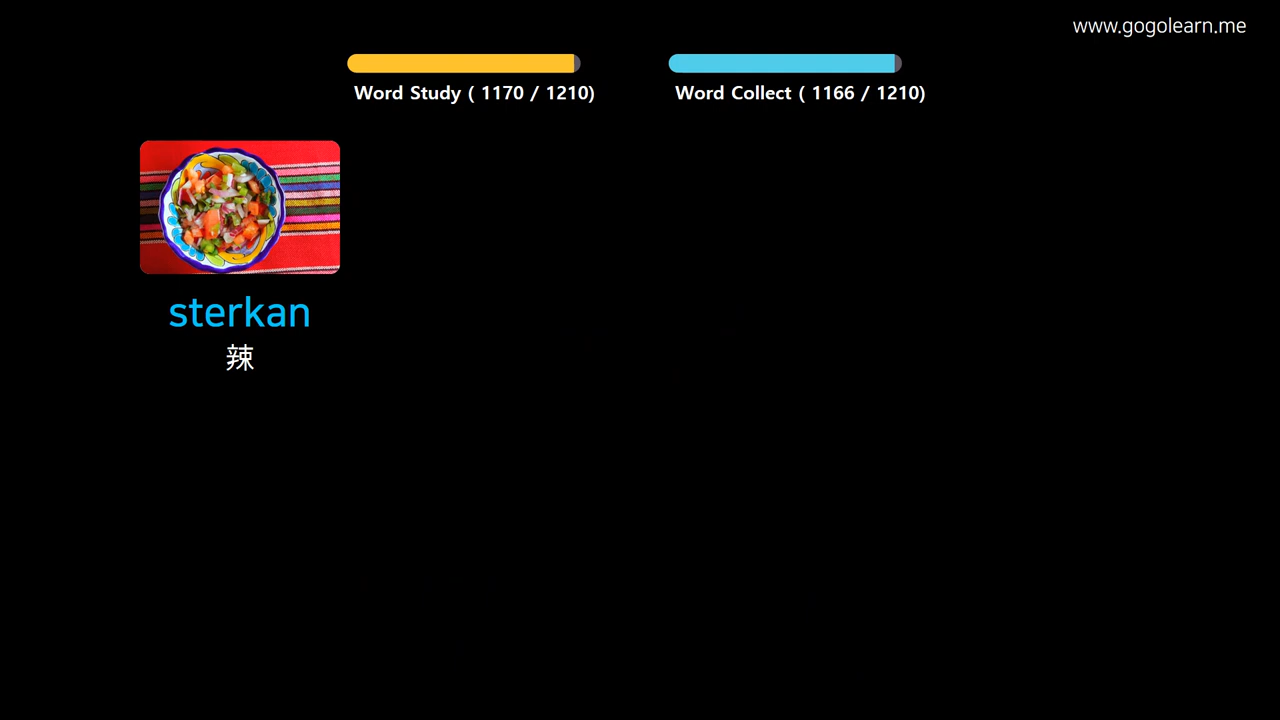 www.gogolearn.me
Word Study ( 1170 / 1210)
Word Collect ( 1166 / 1210)
sterkan
辣